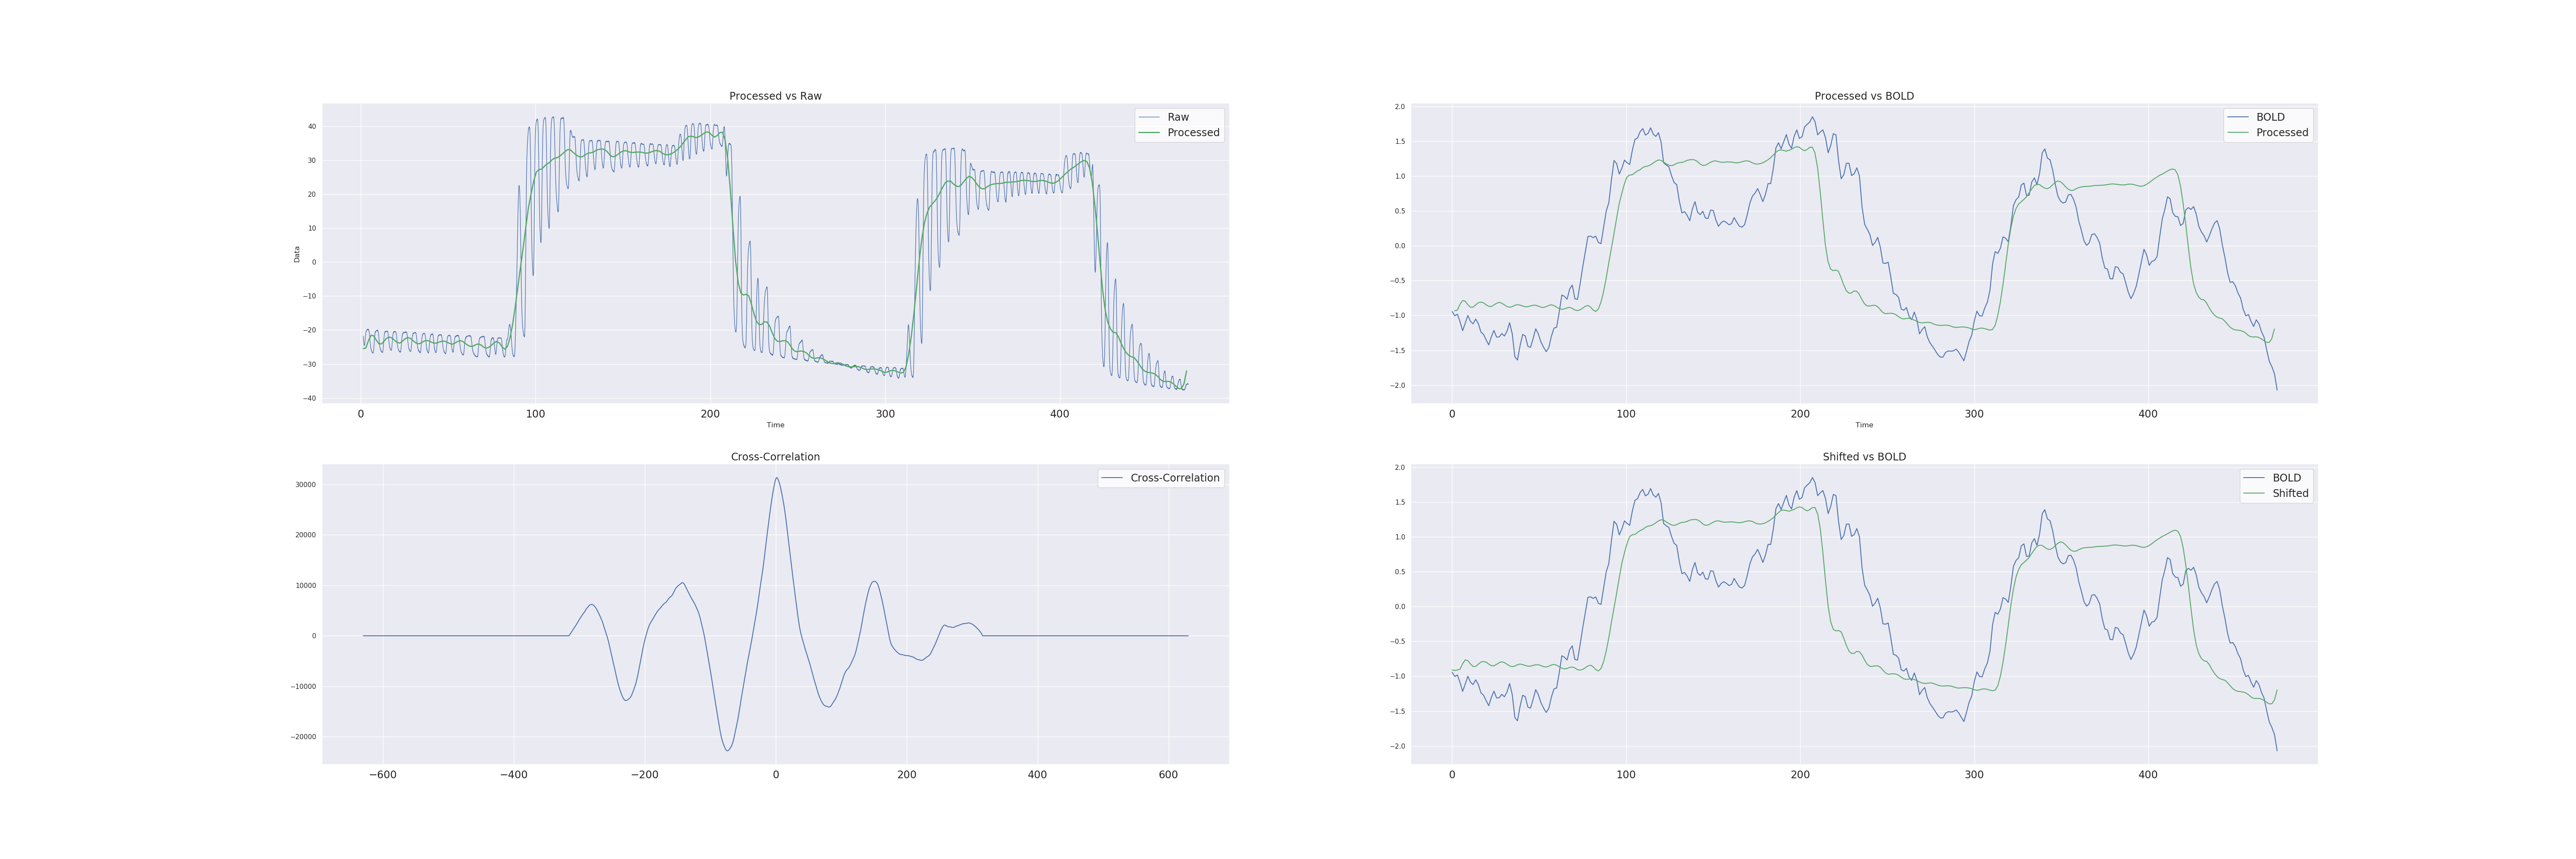 Processed vs Raw
Raw
Processed
40
30
20
10
0
−10
−20
−30
−40
Data
0 100 200 300 400
Time
Processed vs BOLD
BOLD
Processed
2.0
1.5
1.0
0.5
0.0
−0.5
−1.0
−1.5
−2.0
0 100 200 300 400
Time
Cross-Correlation
Cross-Correlation
30000
20000
10000
0
−10000
−20000
−600 −400 −200 0 200 400 600
Shifted vs BOLD
BOLD
Shifted
2.0
1.5
1.0
0.5
0.0
−0.5
−1.0
−1.5
−2.0
0 100 200 300 400